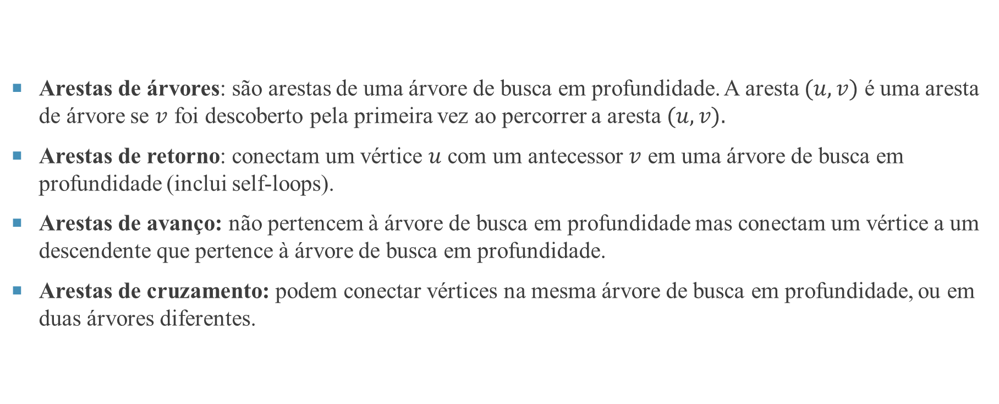 ▪ Arestas de árvores: são arestas de uma árvore de busca em profundidade. A aresta (u, v) é uma aresta
de árvore se v foi descoberto pela primeira vez ao percorrer a aresta (u, v).
▪ Arestas de retorno: conectam um vértice u com um antecessor v em uma árvore de busca em
profundidade (inclui self-loops).
▪ Arestas de avanço: não pertencem à árvore de busca em profundidade mas conectam um vértice a um
descendente que pertence à árvore de busca em profundidade.
▪ Arestas de cruzamento: podem conectar vértices na mesma árvore de busca em profundidade, ou em
duas árvores diferentes.